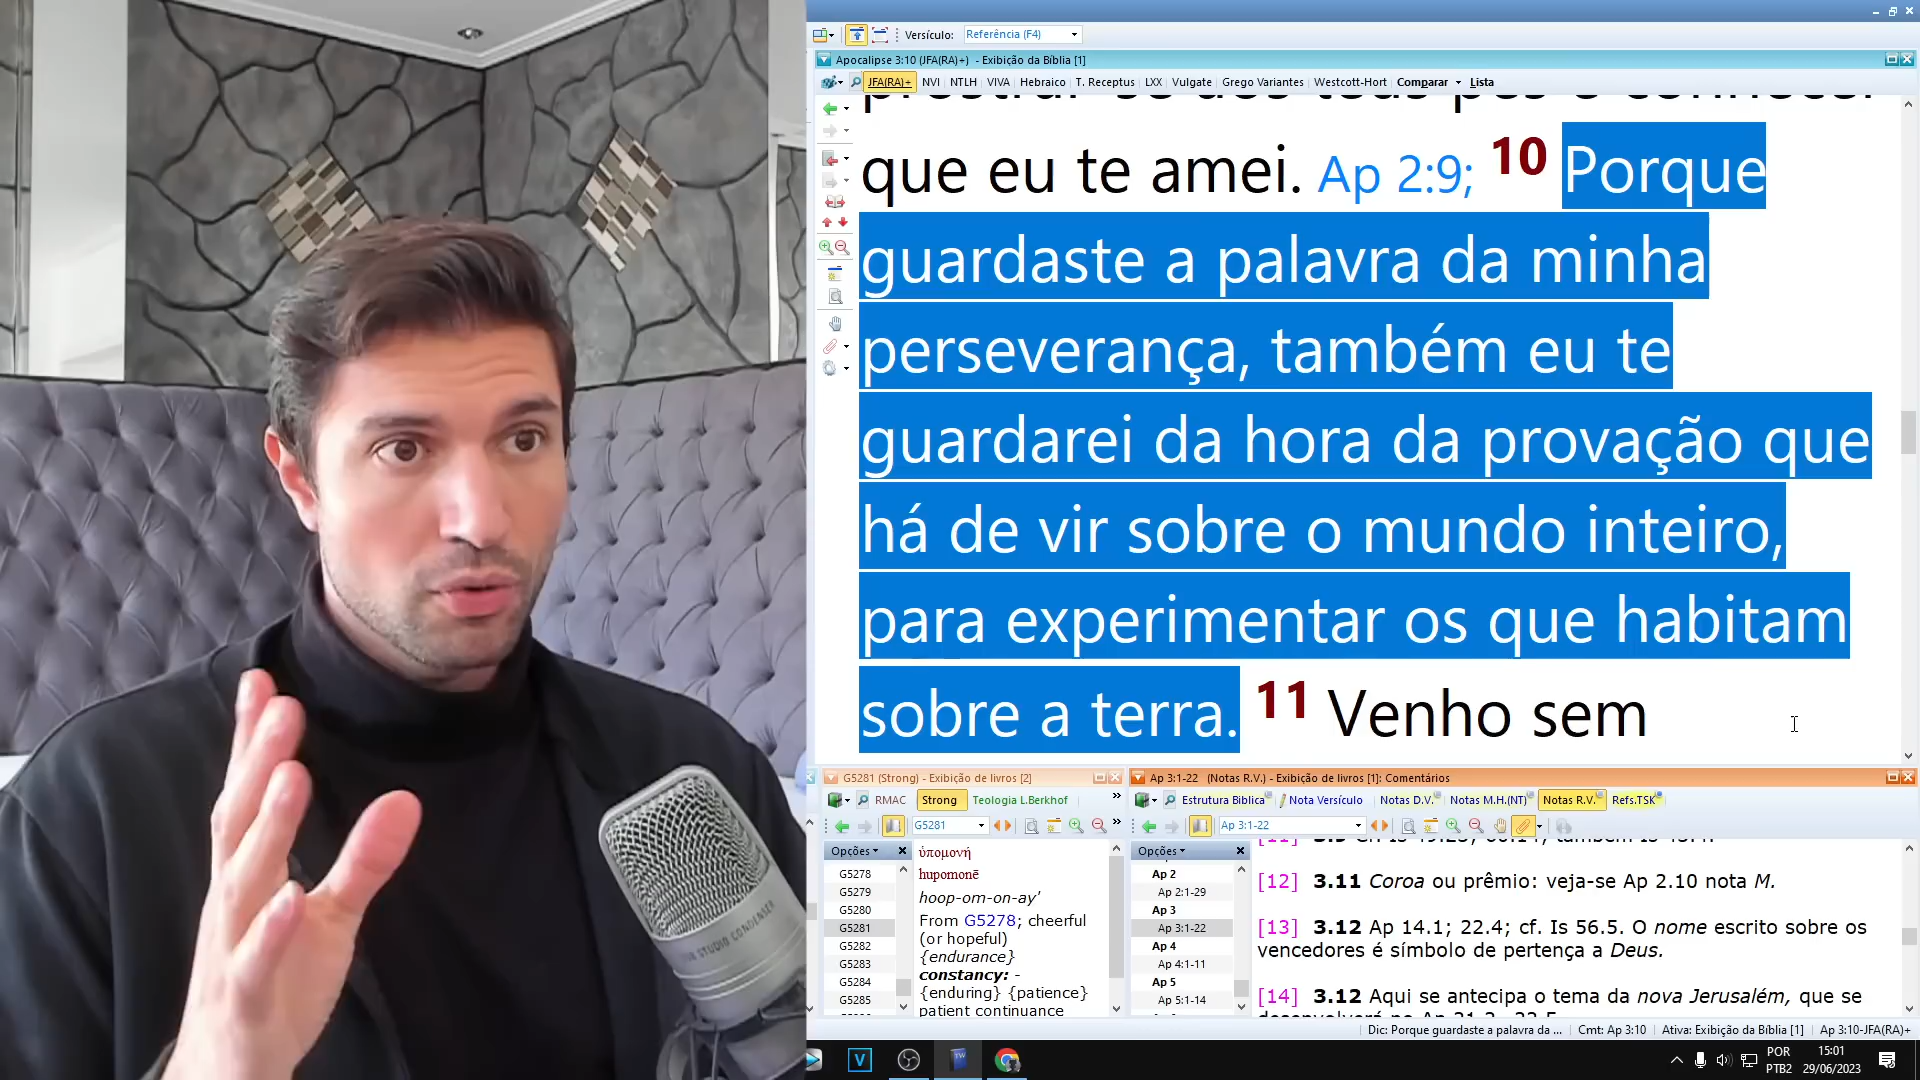 Versículo: Referência (F4)
Apocalipse 3:10 (JFA(RA)+) - Exibição da Bíblia [1]
JFA(RA)+ NVI NTLH VIVA Hebraico T. Receptus LXX Vulgate Grego Variantes Westcott-Hort Comparar Lista
que eu te amei. Ap 2:9; 10 Porque
guardaste a palavra da minha
perseverança, também eu te
guardarei da hora da provação que
há de vir sobre o mundo inteiro,
para experimentar os que habitam
sobre a terra. 11 Venho sem
G5281 (Strong) - Exibição de livros [2]
RMAC Strong Teologia L.Berkhof »
G5281 »
Opções
G5278
G5279
G5280
G5281
G5282
G5283
G5284
G5285
ὑπομονή
hupomonē
hoop-om-on-ay'
From G5278; cheerful
(or hopeful)
{endurance}
constancy: -
{enduring} {patience}
patient continuance
Ap 3:1-22 (Notas R.V.) - Exibição de livros [1]: Comentários
Estrutura Bíblica Nota Versículo Notas D.V. Notas M.H.(NT) Notas R.V. Refs.TSK
Ap 3:1-22
Opções
Ap 2
Ap 2:1-29
Ap 3
Ap 3:1-22
Ap 4
Ap 4:1-11
Ap 5
Ap 5:1-14
[12] 3.11 Coroa ou prêmio: veja-se Ap 2.10 nota M.
[13] 3.12 Ap 14.1; 22.4; cf. Is 56.5. O nome escrito sobre os
vencedores é símbolo de pertença a Deus.
[14] 3.12 Aqui se antecipa o tema da nova Jerusalém, que se
Dic: Porque guardaste a palavra da ... Cmt: Ap 3:10 Ativa: Exibição da Bíblia [1] Ap 3:10-JFA(RA)+
V TW POR 15:01
PTB2 29/06/2023
STUDIO CONDENSER